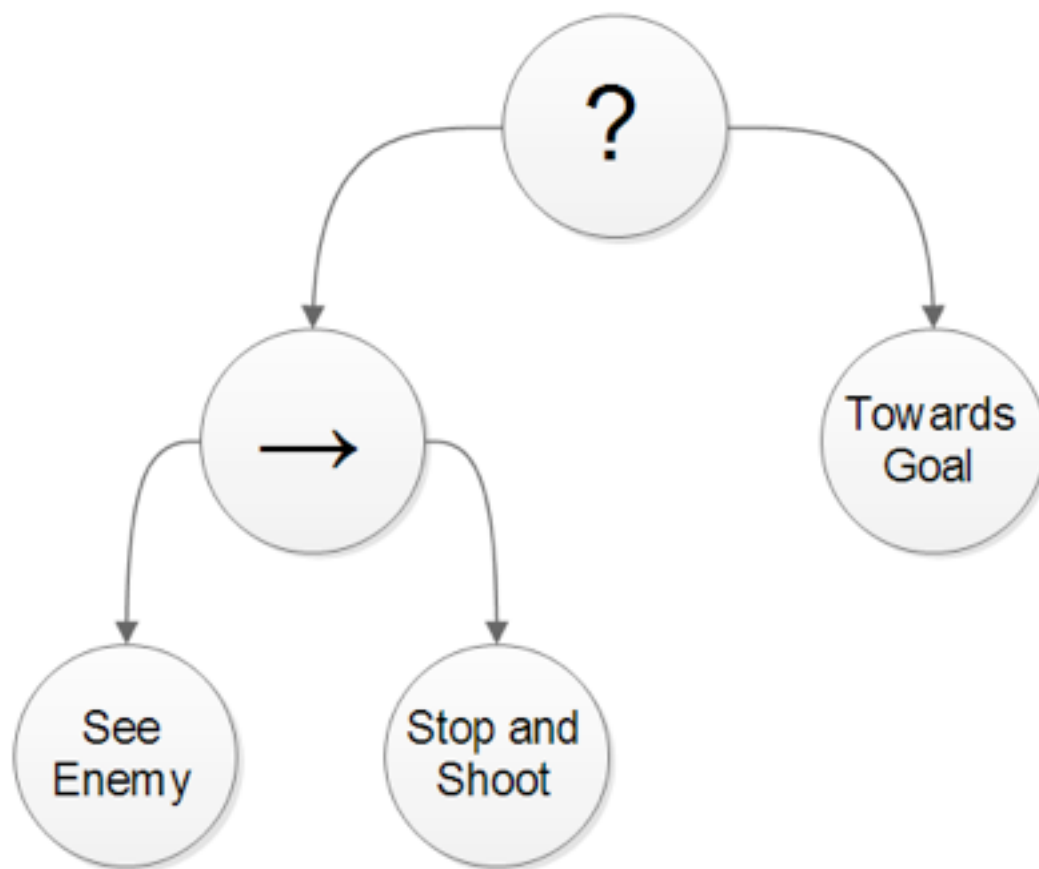 ?
→
Towards
Goal
See
Enemy
Stop and
Shoot